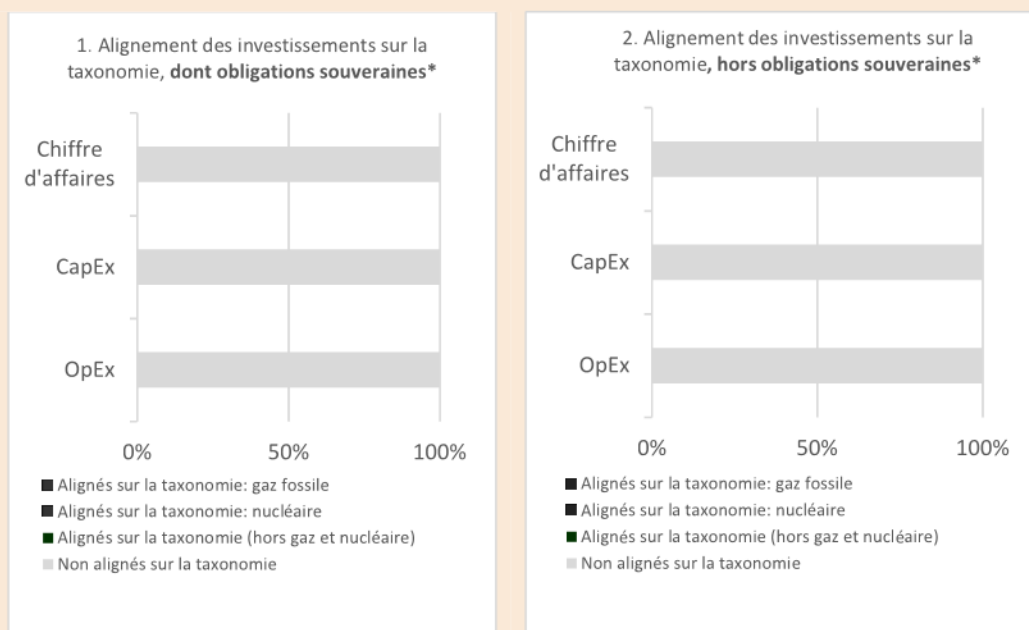 1. Alignement des investissements sur la
taxonomie, dont obligations souveraines*
Chiffre
d'affaires
CapEx
OpEx
0% 50% 100%
Alignés sur la taxonomie: gaz fossile
Alignés sur la taxonomie: nucléaire
Alignés sur la taxonomie (hors gaz et nucléaire)
Non alignés sur la taxonomie
2. Alignement des investissements sur la
taxonomie, hors obligations souveraines*
Chiffre
d'affaires
CapEx
OpEx
0% 50% 100%
Alignés sur la taxonomie: gaz fossile
Alignés sur la taxonomie: nucléaire
Alignés sur la taxonomie (hors gaz et nucléaire)
Non alignés sur la taxonomie